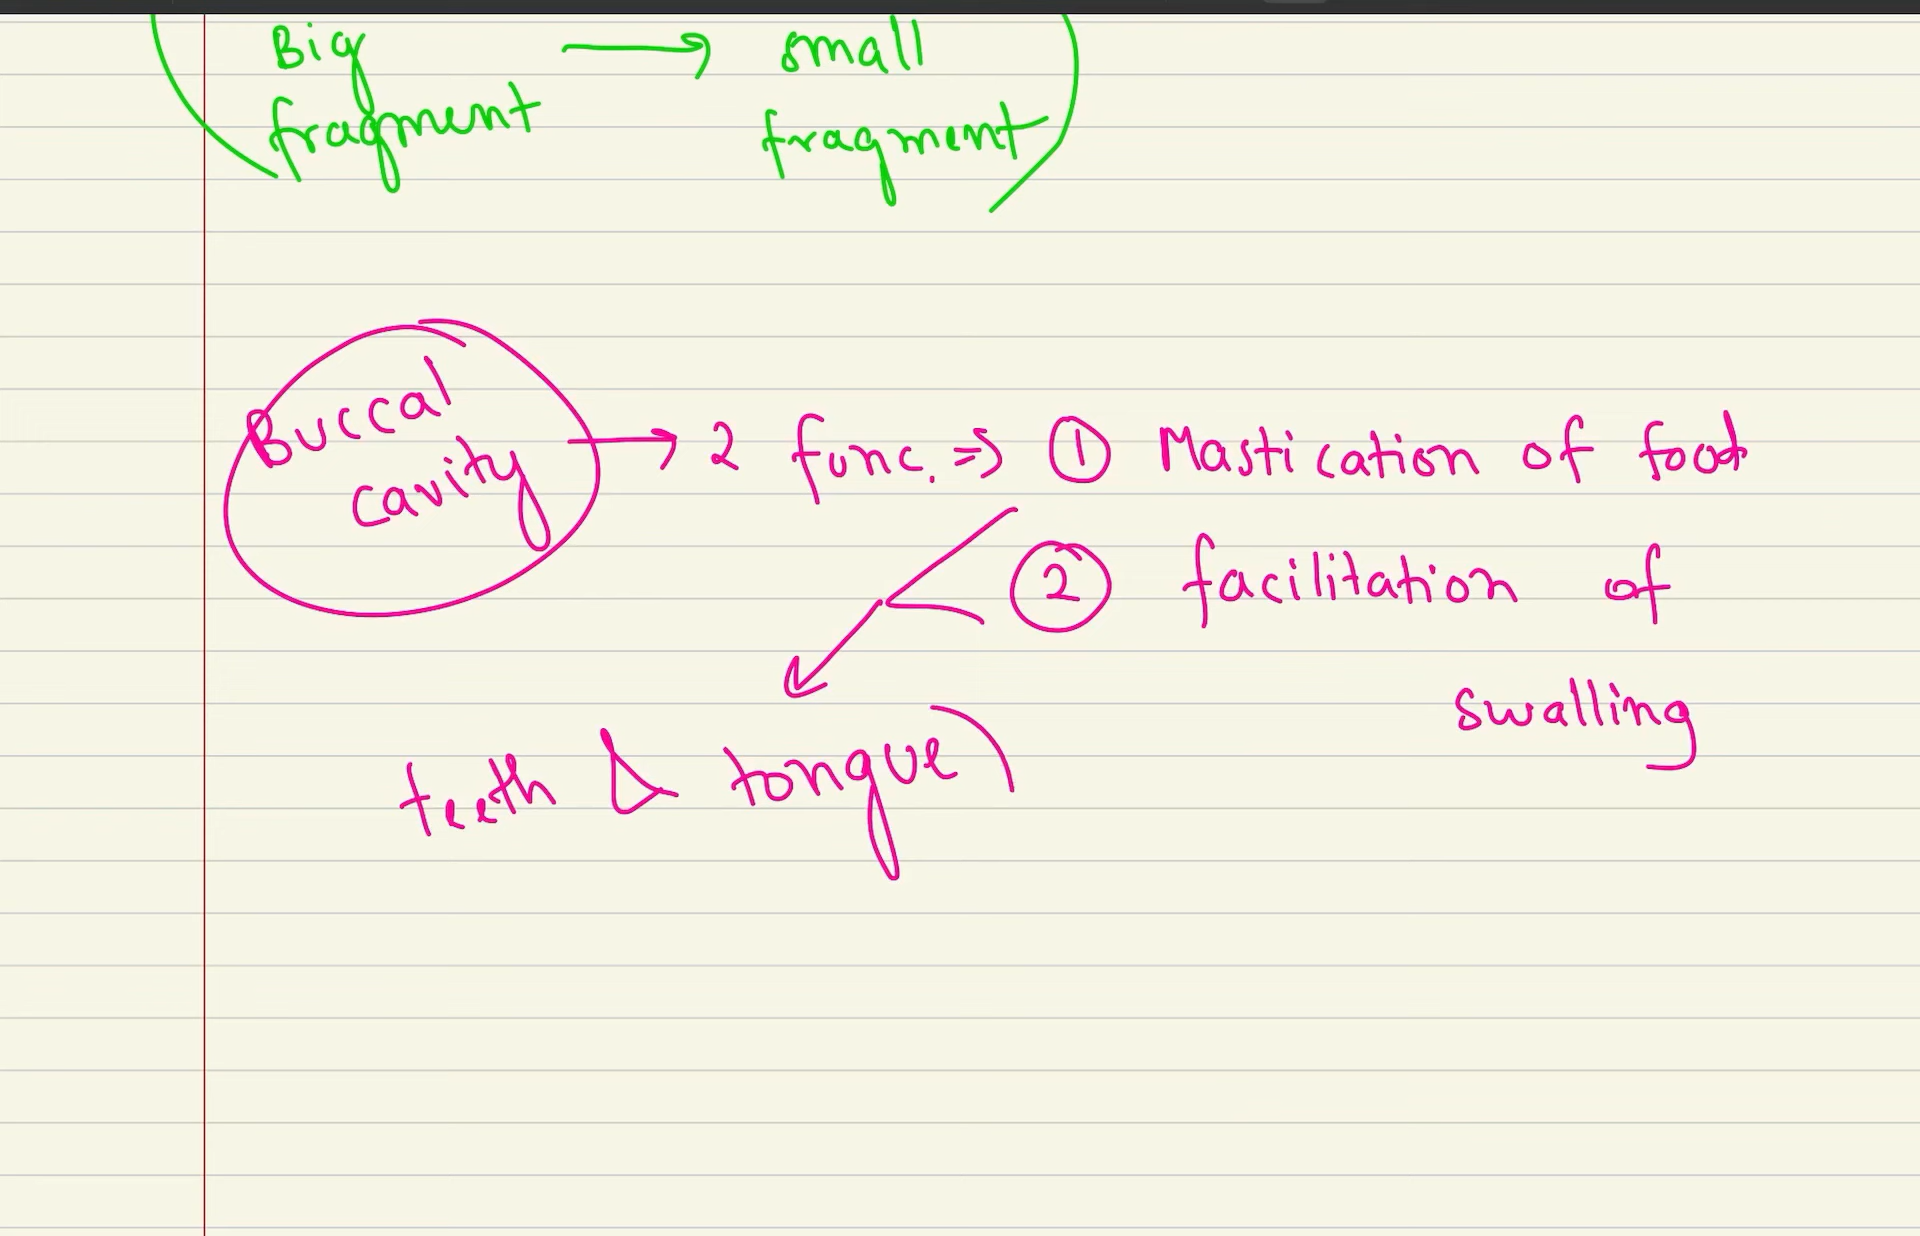 Big → small
fragment fragment
Buccal
cavity → 2 func. ⇒ ① Mastication of food
② facilitation of
swalling
teeth & tongue)